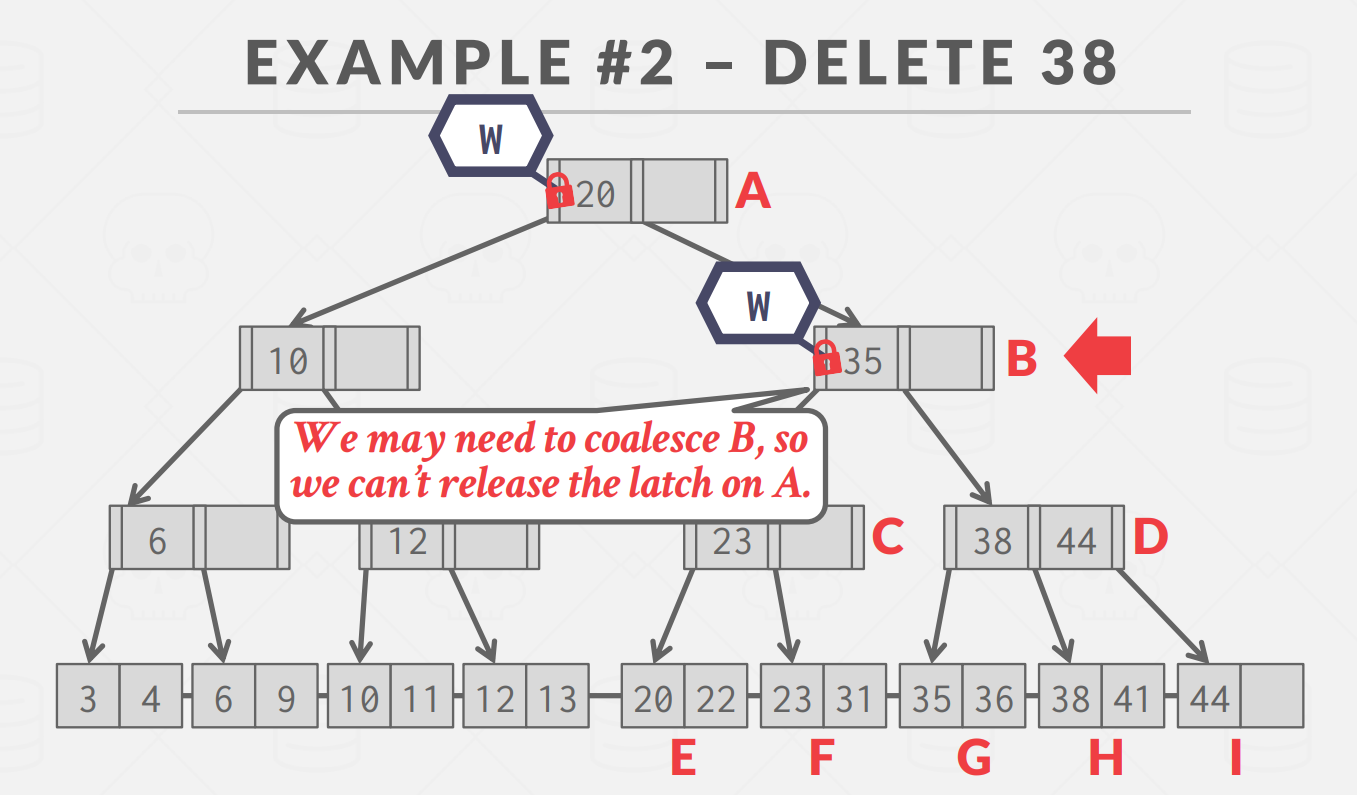 EXAMPLE #2 – DELETE 38
W
20 A
W
10 35 B
We may need to coalesce B, so
we can't release the latch on A.
6 12 23 C 38 44 D
3 4 6 9 10 11 12 13 20 22 23 31 35 36 38 41 44
E F G H I